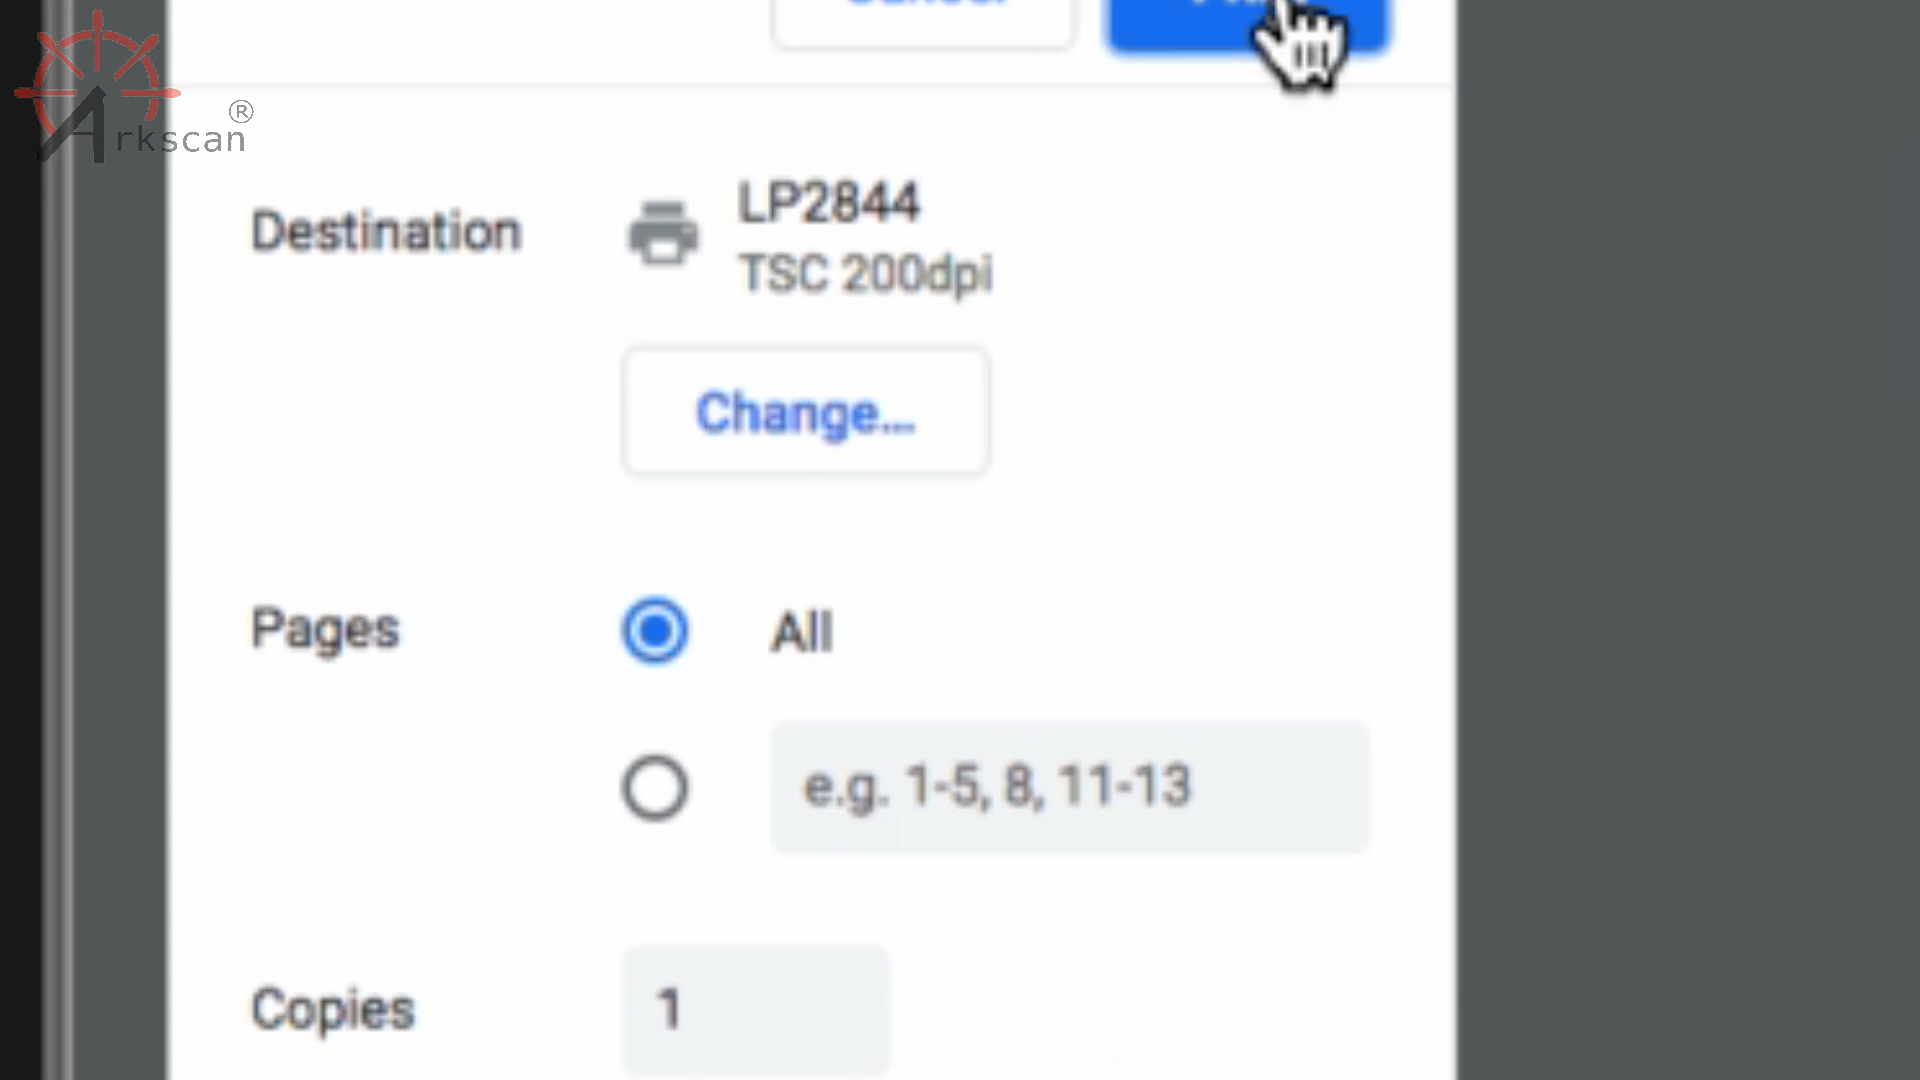 Arkscan®
Destination
LP2844
TSC 200dpi
Change...
Pages
All
e.g. 1-5, 8, 11-13
Copies
1